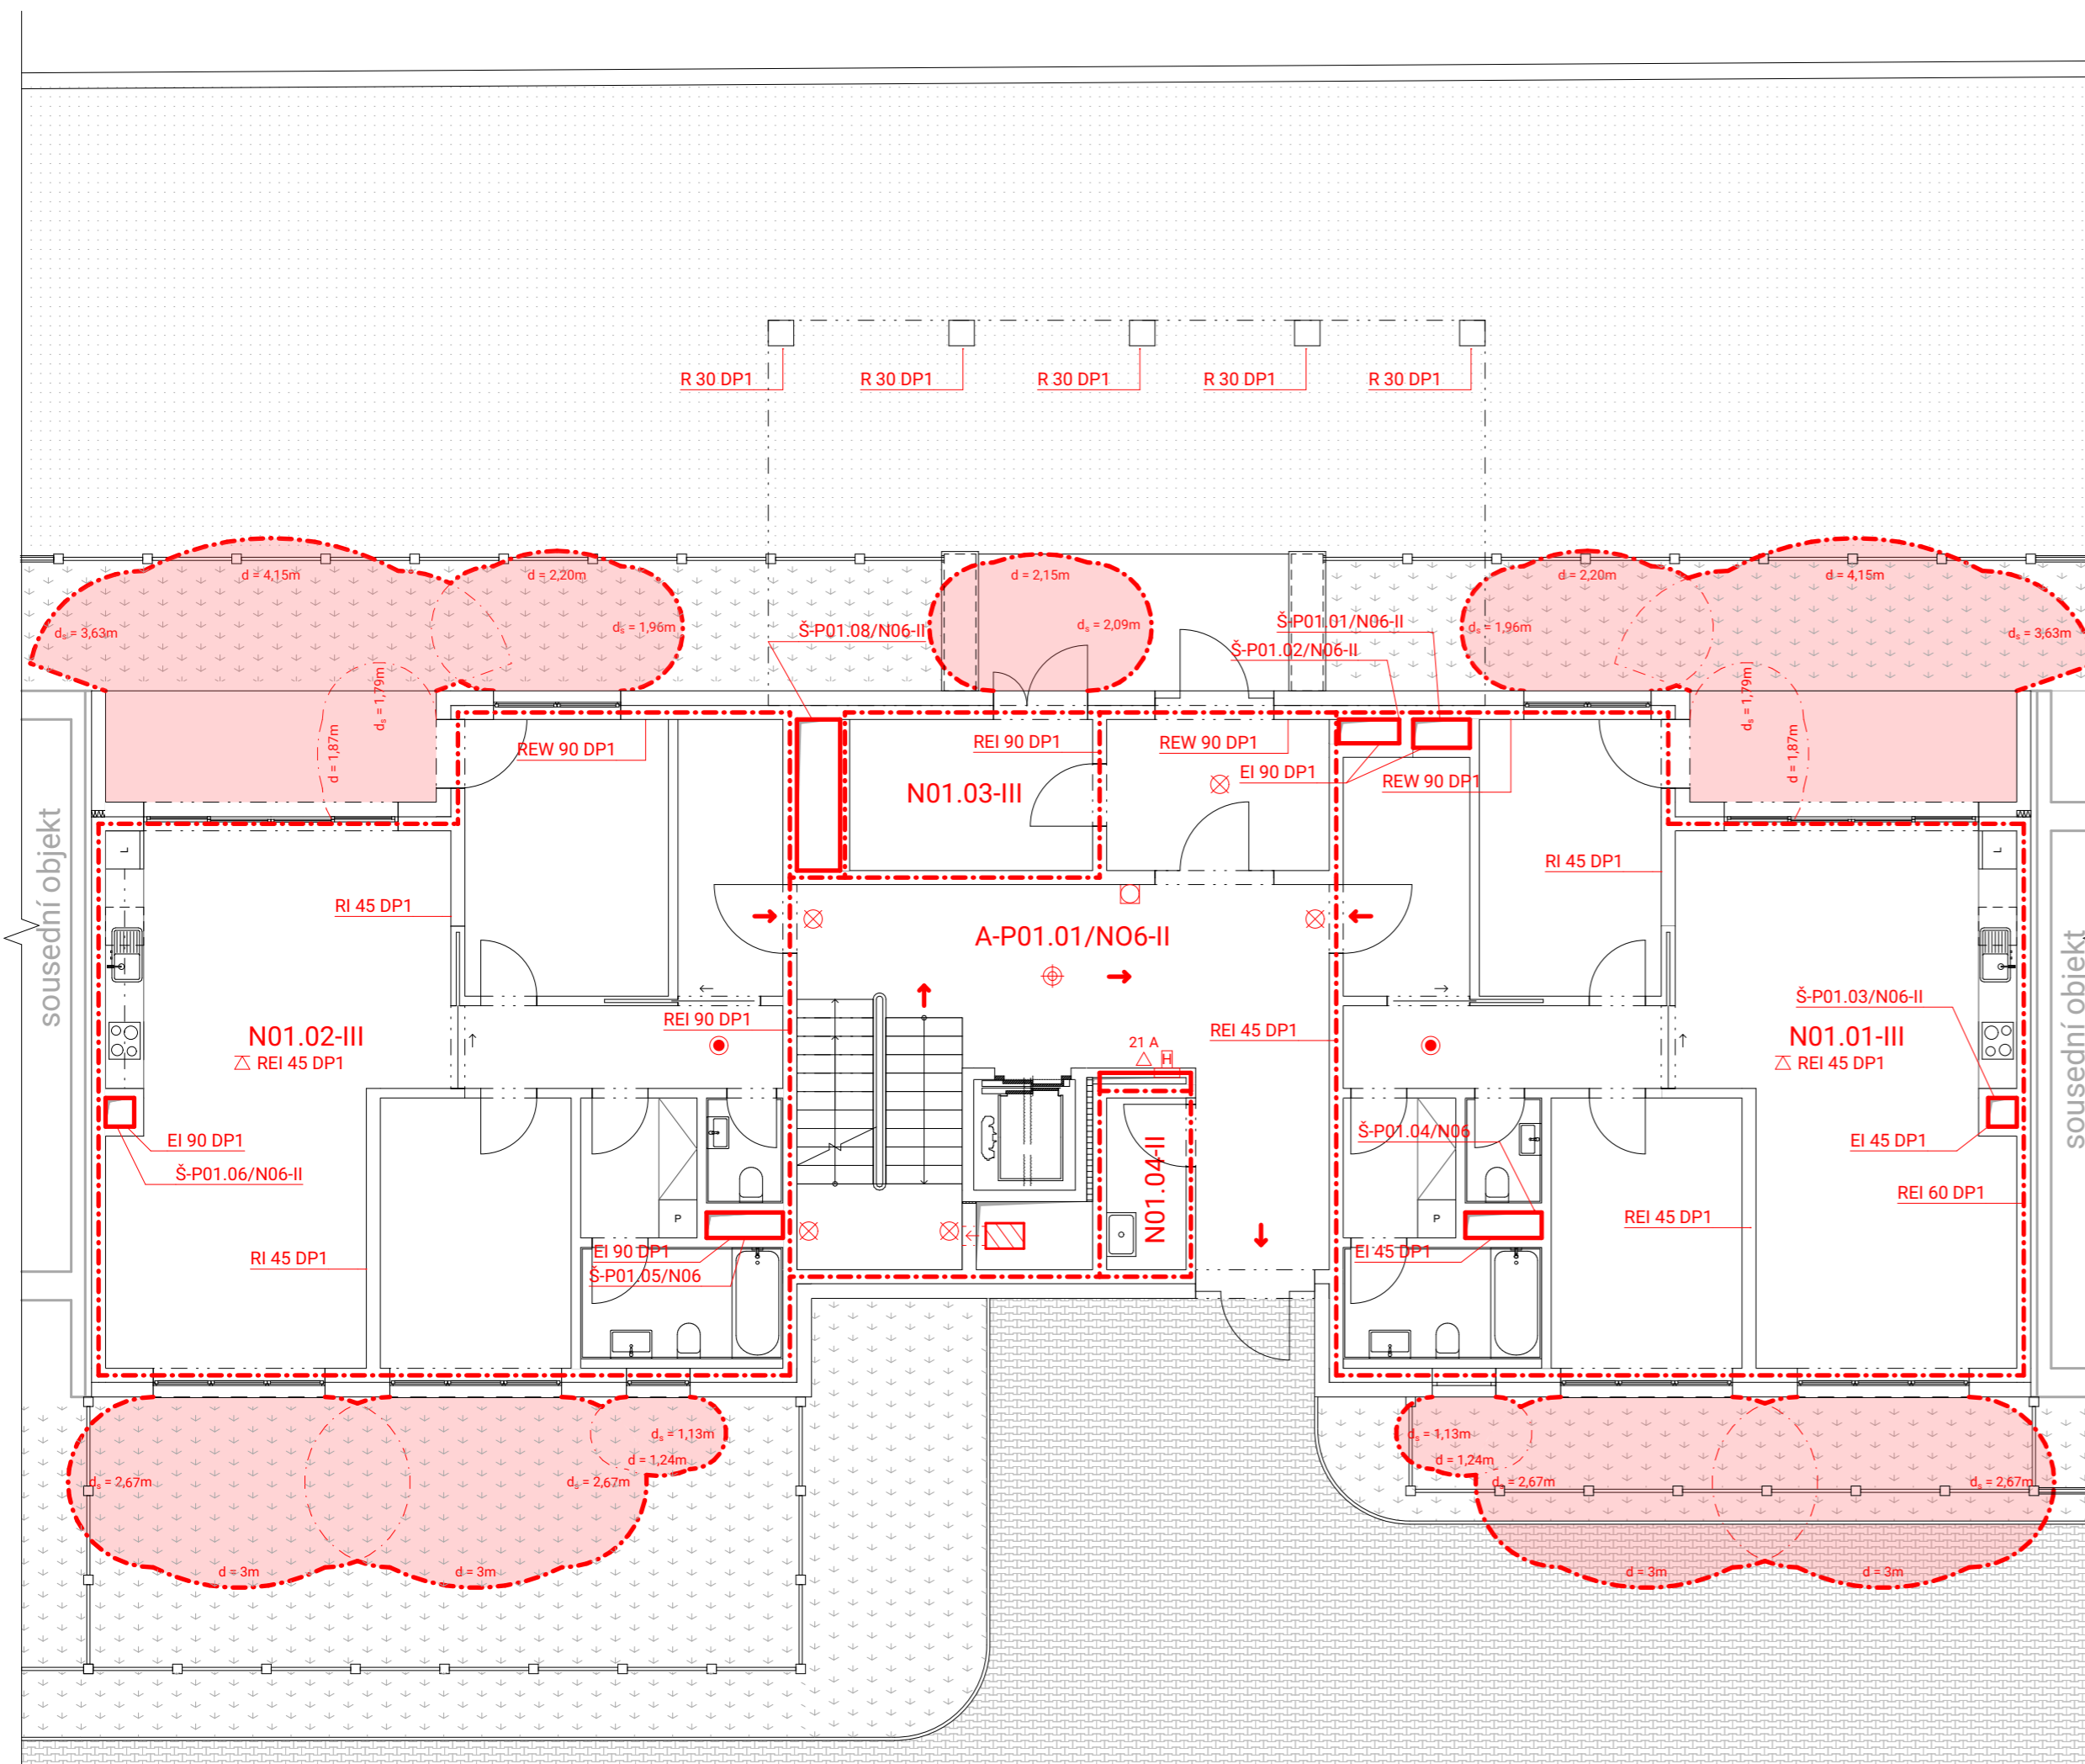 R 30 DP1
R 30 DP1
R 30 DP1
R 30 DP1
R 30 DP1
d = 4,15m
d = 2,20m
d = 2,15m
d = 2,20m
d = 4,15m
dₛ = 3,63m
dₛ = 1,96m
Š-P01.08/N06-II
dₛ = 2,09m
Š-P01.01/N06-II
Š-P01.02/N06-II
dₛ = 1,96m
dₛ = 3,63m
dₛ = 1,79m
d = 1,87m
REW 90 DP1
REI 90 DP1
REW 90 DP1
EI 90 DP1
REW 90 DP1
dₛ = 1,79m
d = 1,87m
N01.03-III
sousední objekt
L
RI 45 DP1
RI 45 DP1
L
A-P01.01/NO6-II
sousední objekt
N01.02-III
REI 45 DP1
REI 90 DP1
21 A
H
REI 45 DP1
Š-P01.03/N06-II
N01.01-III
REI 45 DP1
EI 90 DP1
Š-P01.06/N06-II
N01.04-II
Š-P01.04/N06
EI 45 DP1
P
P
REI 60 DP1
REI 45 DP1
RI 45 DP1
EI 90 DP1
Š-P01.05/N06
EI 45 DP1
dₛ = 1,13m
d = 1,24m
dₛ = 2,67m
dₛ = 2,67m
d = 3m
d = 3m
dₛ = 1,13m
d = 1,24m
dₛ = 2,67m
dₛ = 2,67m
d = 3m
d = 3m